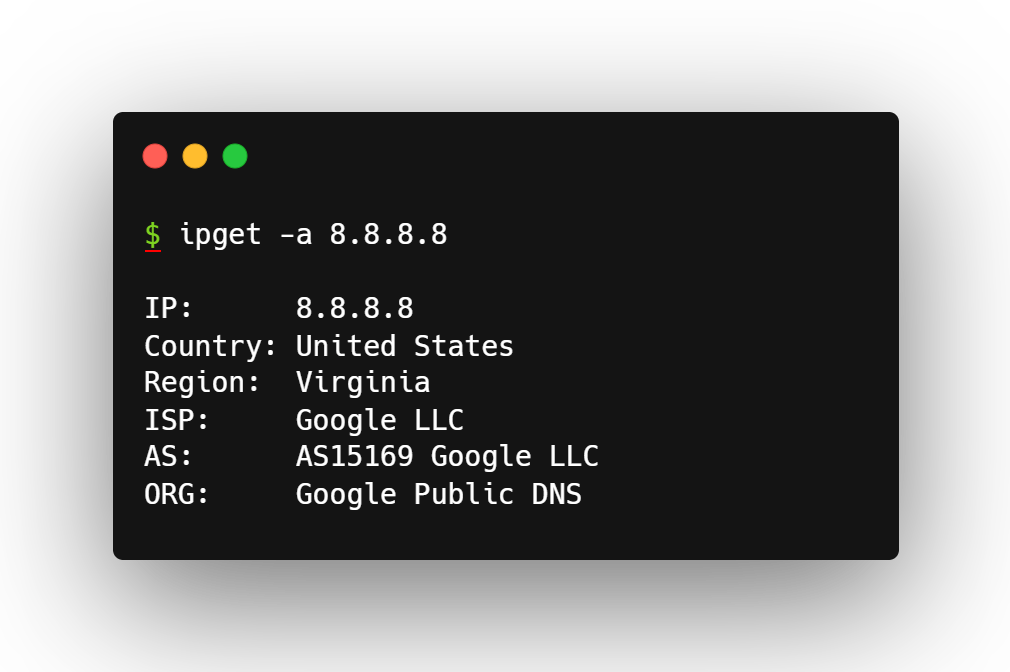 $ ipget -a 8.8.8.8
IP:      8.8.8.8
Country: United States
Region:  Virginia
ISP:     Google LLC
AS:      AS15169 Google LLC
ORG:     Google Public DNS